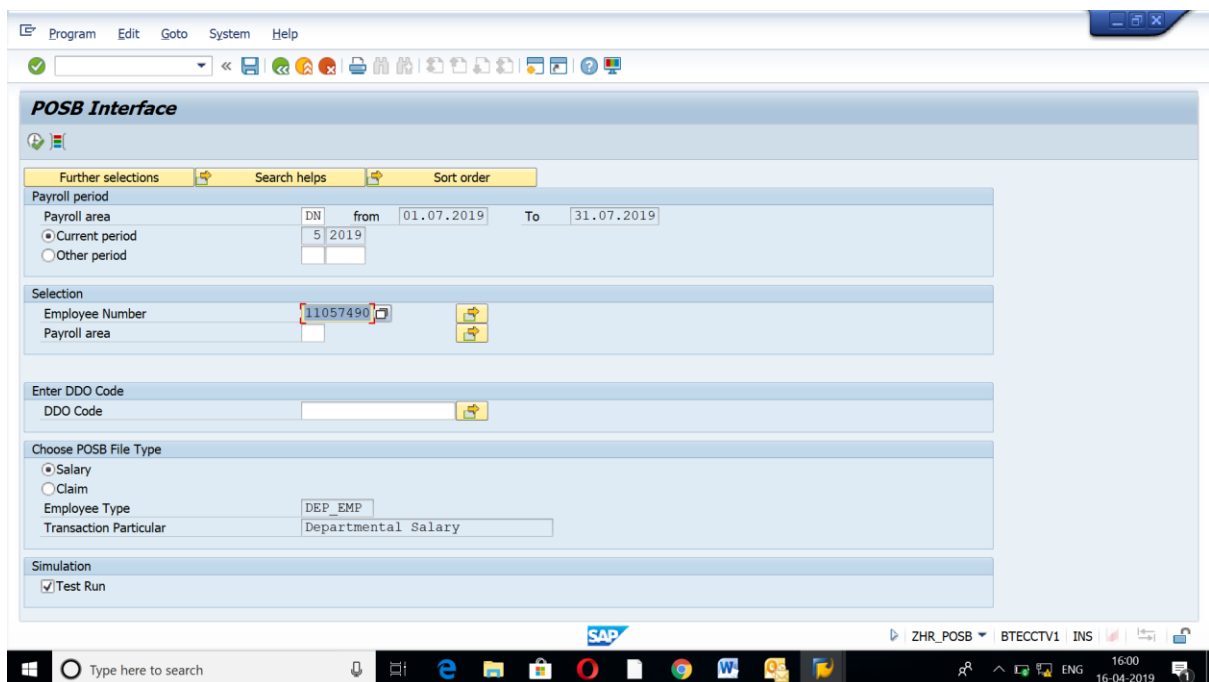 Program Edit Goto System Help
POSB Interface
Further selections Search helps Sort order
Payroll period
Payroll area DN from 01.07.2019 To 31.07.2019
Current period 5 2019
Other period
Selection
Employee Number 11057490
Payroll area
Enter DDO Code
DDO Code
Choose POSB File Type
Salary
Claim
Employee Type DEP_EMP
Transaction Particular Departmental Salary
Simulation
Test Run
SAP ZHR_POSB BTECCTV1 INS
Type here to search ENG 16:00
16-04-2019 1